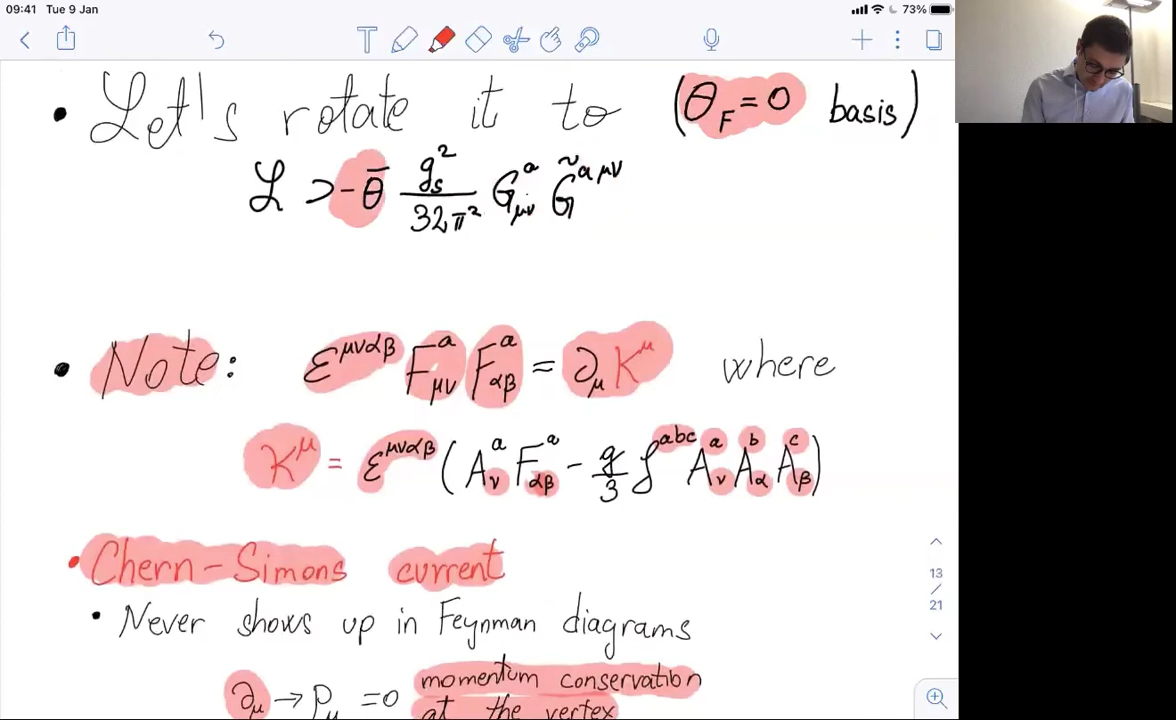 09:41 Tue 9 Jan 73%
• Let's rotate it to (θ_F = 0 basis)
ℒ ⊃ -θ̄ g_s²/32π² G^a_μν G̃^aμν
• Note: ε^μναβ F^a_μν F^a_αβ = ∂_μ K^μ where
K^μ = ε^μναβ (A^a_ν F^a_αβ - g/3 f^abc A^a_ν A^b_α A^c_β)
• Chern-Simons current
• Never shows up in Feynman diagrams
∂_μ → p_μ = 0 momentum conservation
at the vertex
13
/
21